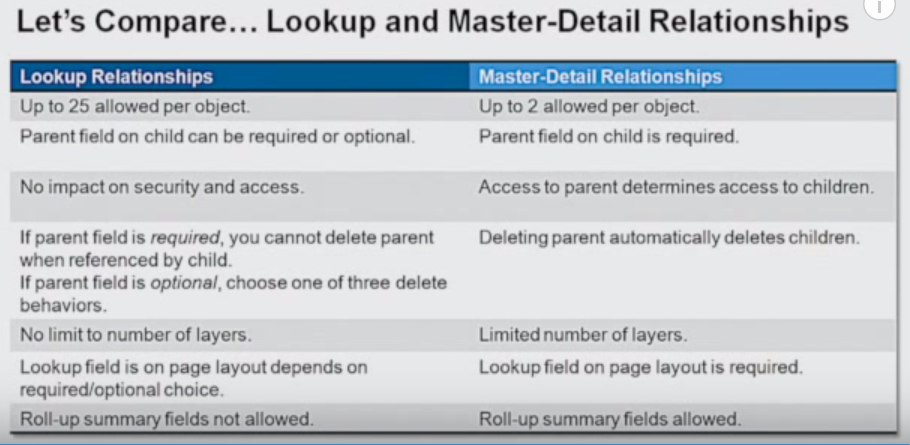 Let's Compare... Lookup and Master-Detail Relationships
Lookup Relationships
Master-Detail Relationships
Up to 25 allowed per object.
Up to 2 allowed per object.
Parent field on child can be required or optional.
Parent field on child is required.
No impact on security and access.
Access to parent determines access to children.
If parent field is required, you cannot delete parent
when referenced by child.
If parent field is optional, choose one of three delete
behaviors.
Deleting parent automatically deletes children.
No limit to number of layers.
Limited number of layers.
Lookup field is on page layout depends on
required/optional choice.
Lookup field on page layout is required.
Roll-up summary fields not allowed.
Roll-up summary fields allowed.